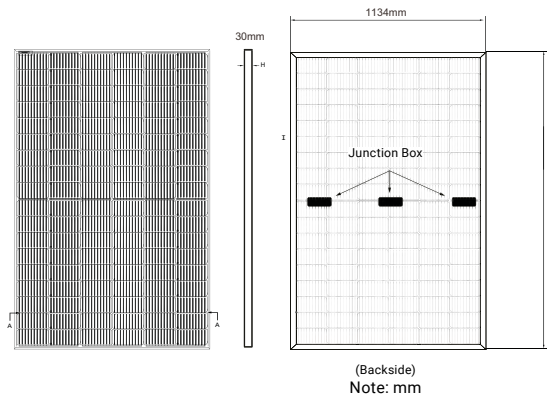 1134mm
30mm
H
I
Junction Box
A
A
(Backside)
Note: mm